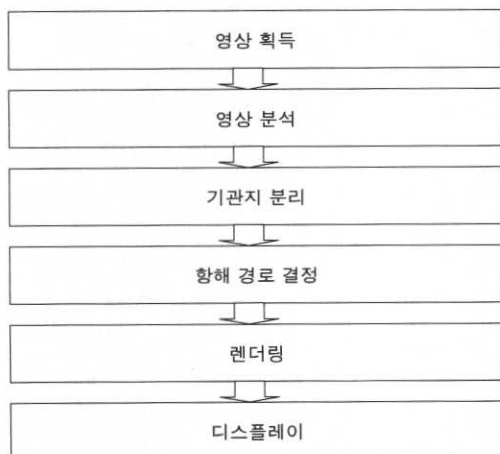 영상 획득
영상 분석
기관지 분리
항해 경로 결정
렌더링
디스플레이